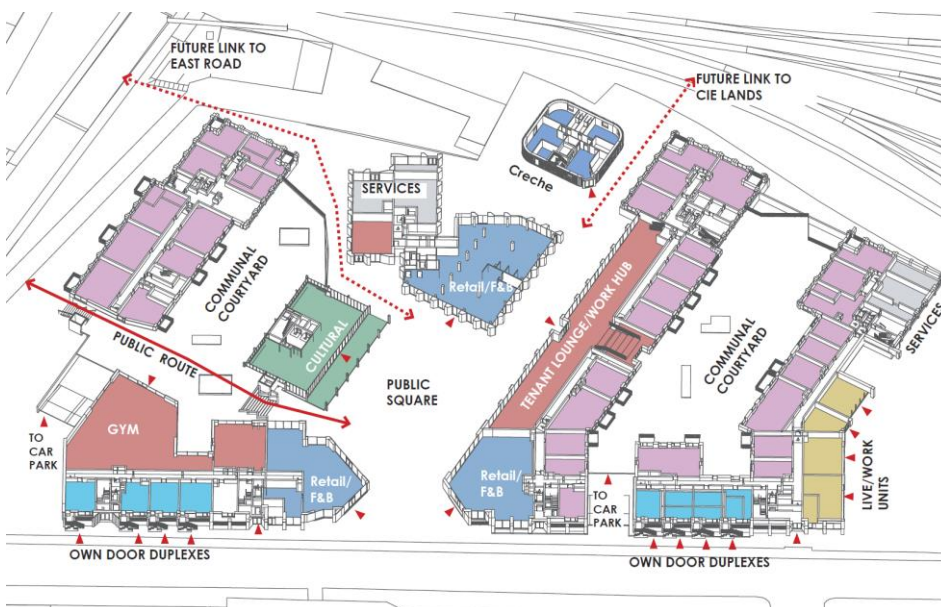 FUTURE LINK TO
EAST ROAD
FUTURE LINK TO
CIE LANDS
SERVICES
Creche
COMMUNAL
COURTYARD
Retail/F&B
TENANT LOUNGE/WORK HUB
CULTURAL
PUBLIC ROUTE
PUBLIC
SQUARE
COMMUNAL
COURTYARD
SERVICES
GYM
TO
CAR
PARK
Retail/
F&B
Retail/
F&B
TO
CAR
PARK
LIVE/WORK
UNITS
OWN DOOR DUPLEXES
OWN DOOR DUPLEXES